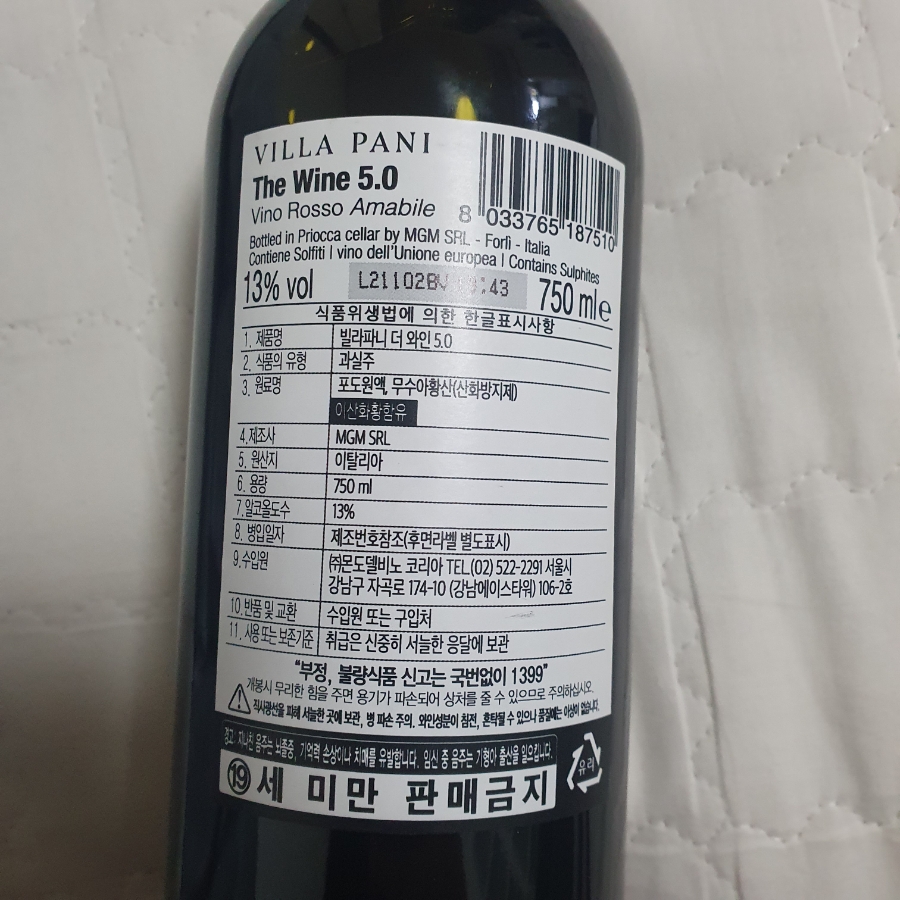 VILLA PANI
The Wine 5.0
Vino Rosso Amabile
8 033765 187510
Bottled in Priocca cellar by MGM SRL - Forlì - Italia
Contiene Solfiti | vino dell'Unione europea | Contains Sulphites
13% vol
L21102BV :43
750 ml e
식품위생법에 의한 한글표시사항
1. 제품명 빌라파니 더 와인 5.0
2. 식품의 유형 과실주
3. 원료명 포도원액, 무수아황산(산화방지제)
이산화황함유
4.제조사 MGM SRL
5. 원산지 이탈리아
6. 용량 750 ml
7.알코올도수 13%
8. 병입일자 제조번호참조(후면라벨 별도표시)
9.수입원 ㈜몬도델비노 코리아 TEL.(02) 522-2291 서울시
강남구 자곡로 174-10 (강남에이스타워) 106-2호
10. 반품 및 교환 수입원 또는 구입처
11. 사용 또는 보존기준 취급은 신중히 서늘한 응달에 보관
"부정, 불량식품 신고는 국번없이 1399"
개봉시 무리한 힘을 주면 용기가 파손되어 상처를 줄 수 있으므로 주의하십시오.
직사광선을 피해 서늘한 곳에 보관, 병 파손 주의. 와인성분이 침전, 혼탁될 수 있으나 품질에는 이상이 없습니다.
경고 : 지나친 음주는 뇌졸중, 기억력 손상이나 치매를 유발합니다. 임신 중 음주는 기형아 출산을 일으킵니다.
유리
19세 미만 판매금지